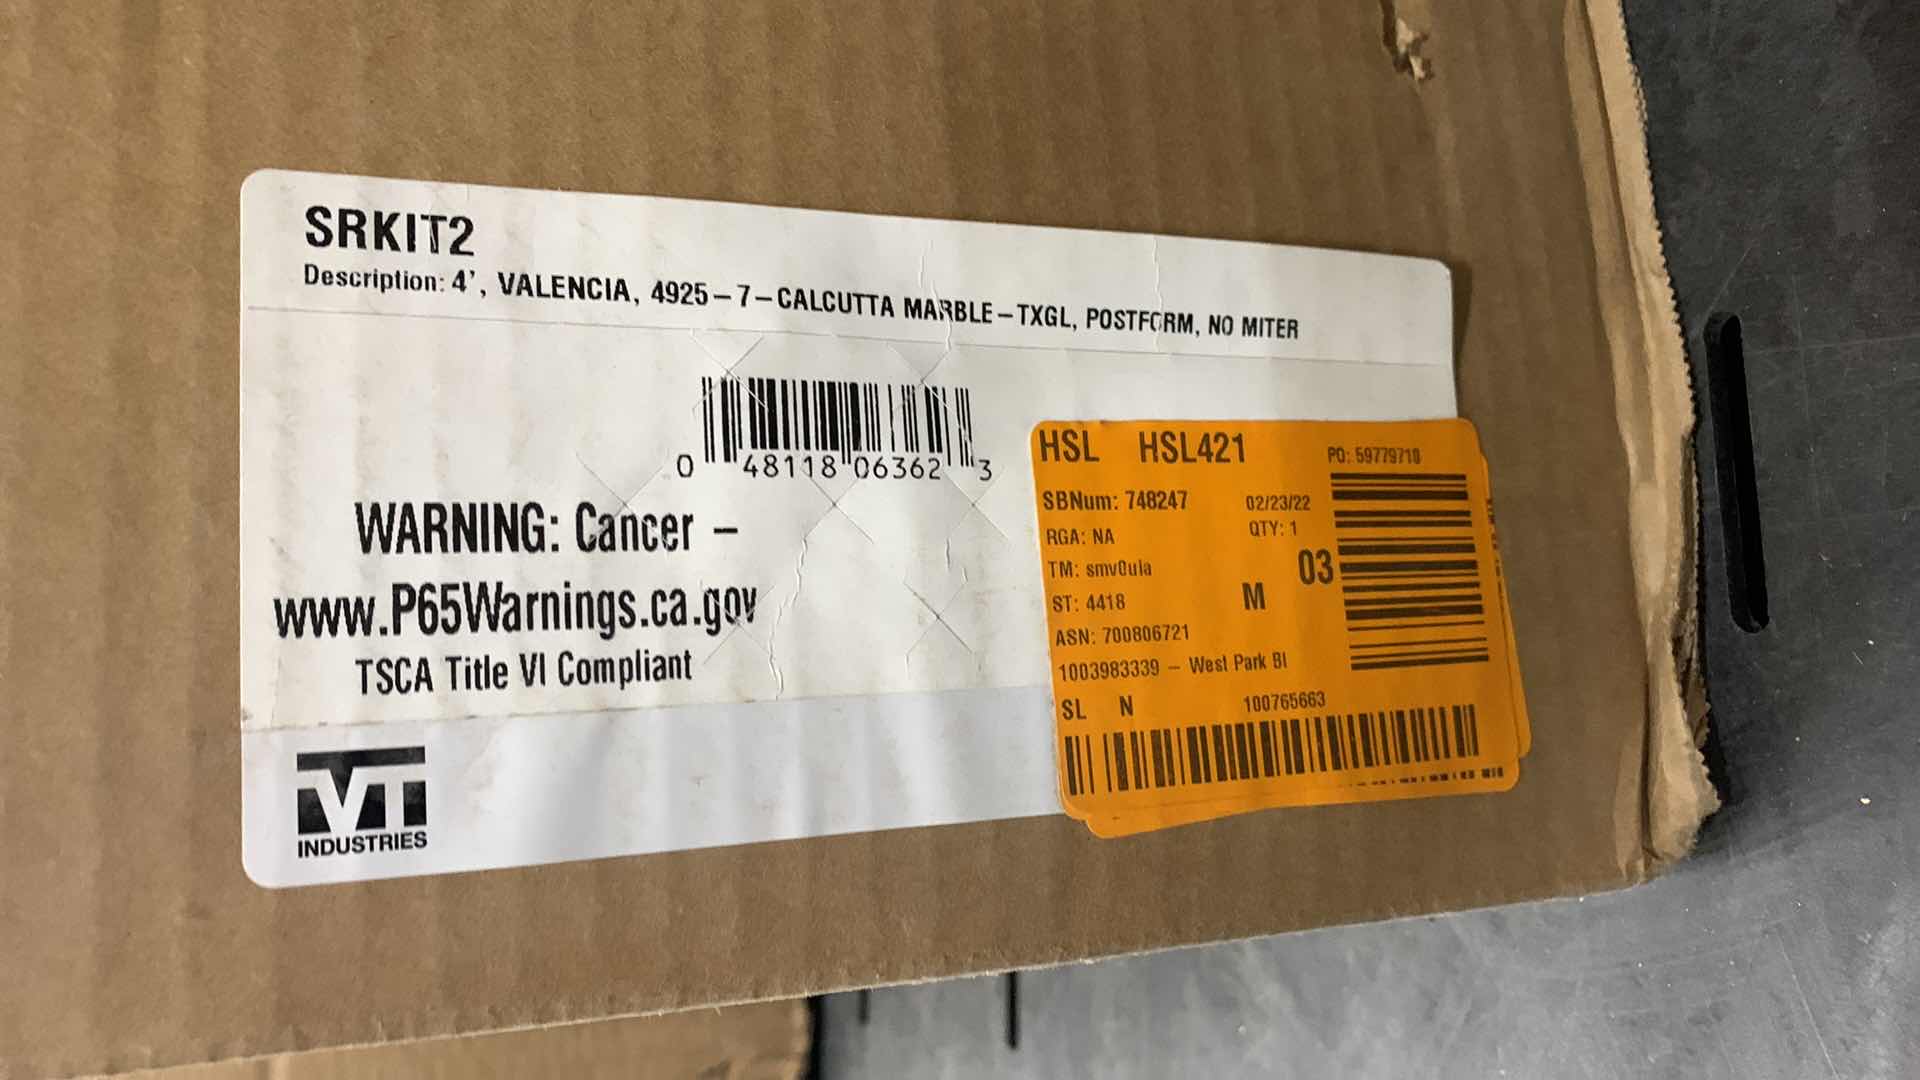 SRKIT2
Description: 4', VALENCIA, 4925-7-CALCUTTA MARBLE-TXGL, POSTFORM, NO MITER
0 48118 06362 3
WARNING: Cancer –
www.P65Warnings.ca.gov
TSCA Title VI Compliant
VT
INDUSTRIES
HSL HSL421 PO: 59779710
SBNum: 748247 02/23/22
RGA: NA QTY: 1
TM: smv0ula 03
ST: 4418 M
ASN: 700806721
1003983339 – West Park Bl
SL N 100765663